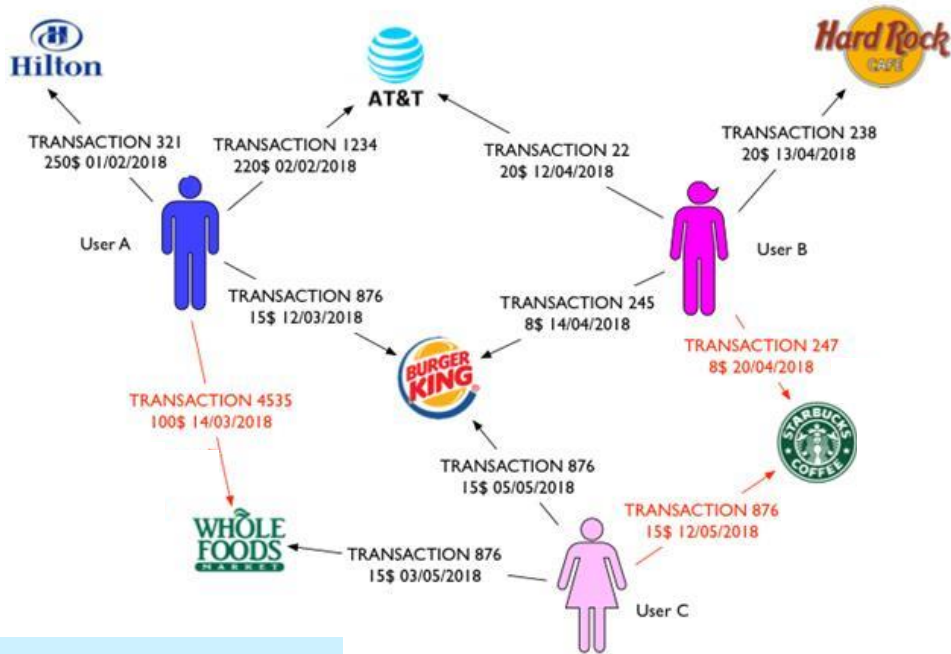 Hilton
AT&T
Hard Rock
CAFE
TRANSACTION 321
250$ 01/02/2018
TRANSACTION 1234
220$ 02/02/2018
TRANSACTION 22
20$ 12/04/2018
TRANSACTION 238
20$ 13/04/2018
User A
User B
TRANSACTION 876
15$ 12/03/2018
TRANSACTION 245
8$ 14/04/2018
BURGER
KING
TRANSACTION 247
8$ 20/04/2018
TRANSACTION 4535
100$ 14/03/2018
STARBUCKS
COFFEE
TRANSACTION 876
15$ 05/05/2018
TRANSACTION 876
15$ 12/05/2018
WHOLE
FOODS
MARKET
TRANSACTION 876
15$ 03/05/2018
User C